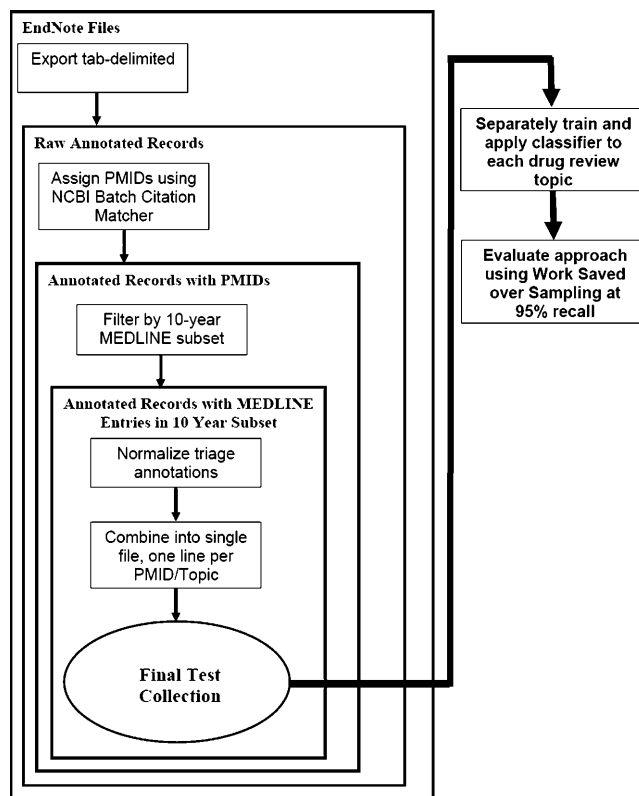 EndNote Files
Export tab-delimited
Raw Annotated Records
Assign PMIDs using
NCBI Batch Citation
Matcher
Annotated Records with PMIDs
Filter by 10-year
MEDLINE subset
Annotated Records with MEDLINE
Entries in 10 Year Subset
Normalize triage
annotations
Combine into single
file, one line per
PMID/Topic
Final Test
Collection
Separately train and
apply classifier to
each drug review
topic
Evaluate approach
using Work Saved
over Sampling at
95% recall